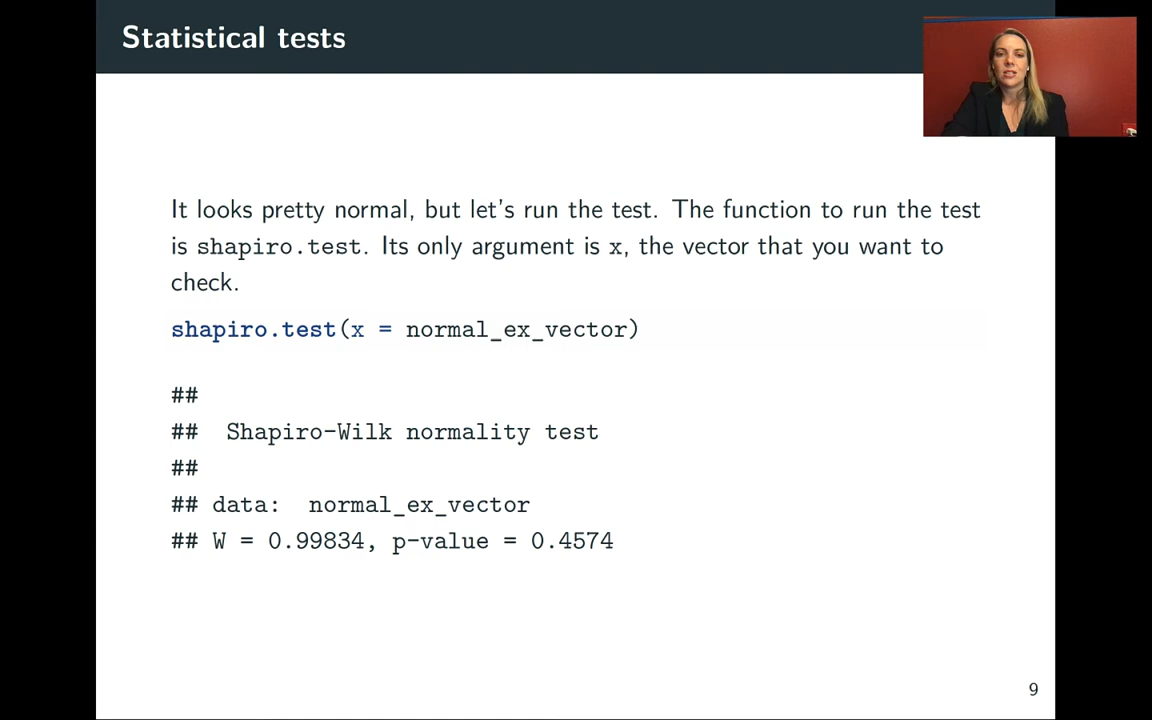 Statistical tests
It looks pretty normal, but let's run the test. The function to run the test
is shapiro.test. Its only argument is x, the vector that you want to
check.
shapiro.test(x = normal_ex_vector)
##
##  Shapiro-Wilk normality test
##
## data:  normal_ex_vector
## W = 0.99834, p-value = 0.4574
9